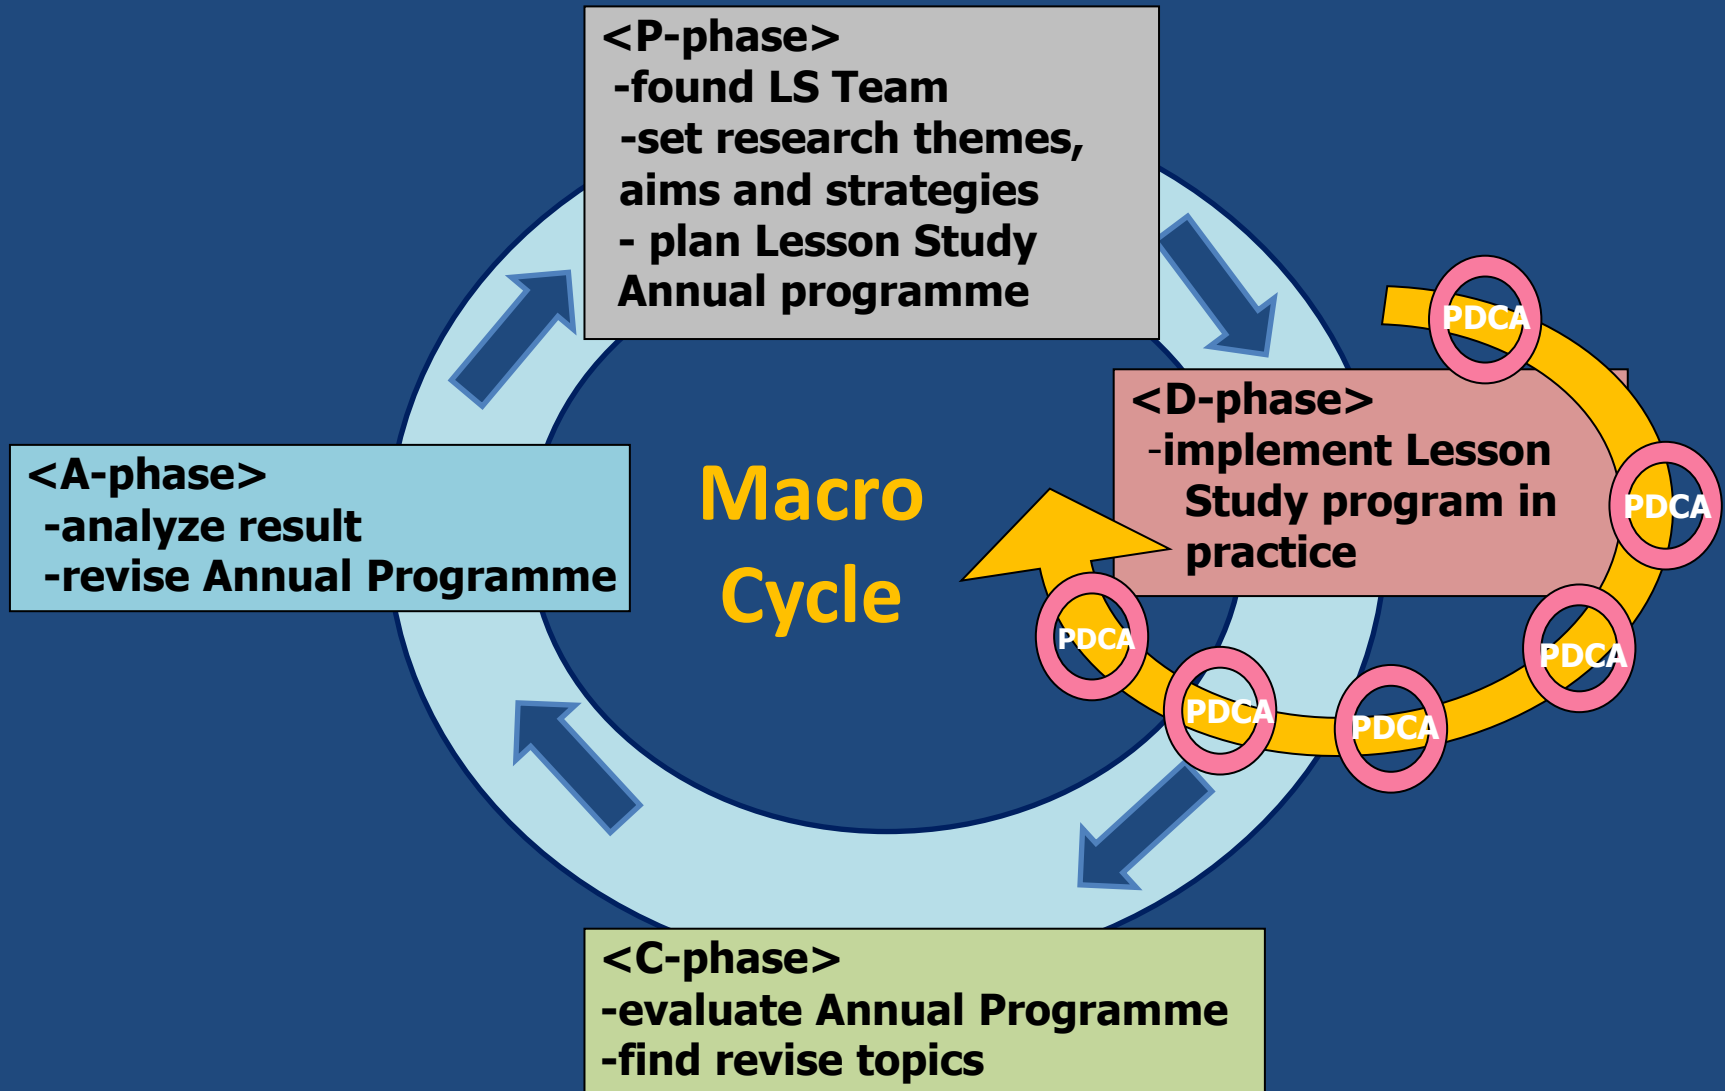 <P-phase>
-found LS Team
-set research themes,
aims and strategies
- plan Lesson Study
Annual programme
PDCA
<D-phase>
-implement Lesson
Study program in
practice
PDCA
PDCA
PDCA
PDCA
PDCA
Macro
Cycle
<C-phase>
-evaluate Annual Programme
-find revise topics
<A-phase>
-analyze result
-revise Annual Programme